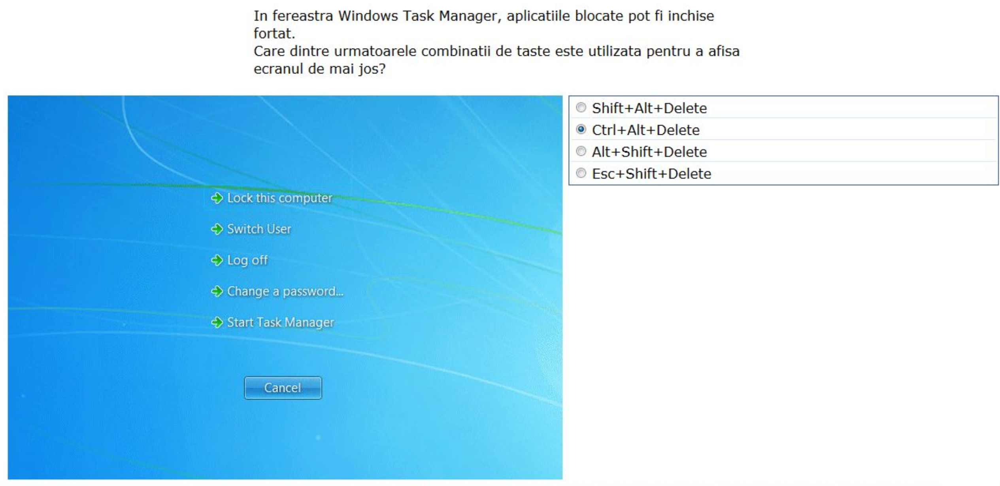 In fereastra Windows Task Manager, aplicatiile blocate pot fi inchise
fortat.
Care dintre urmatoarele combinatii de taste este utilizata pentru a afisa
ecranul de mai jos?
Lock this computer
Switch User
Log off
Change a password...
Start Task Manager
Cancel
Shift+Alt+Delete
Ctrl+Alt+Delete
Alt+Shift+Delete
Esc+Shift+Delete